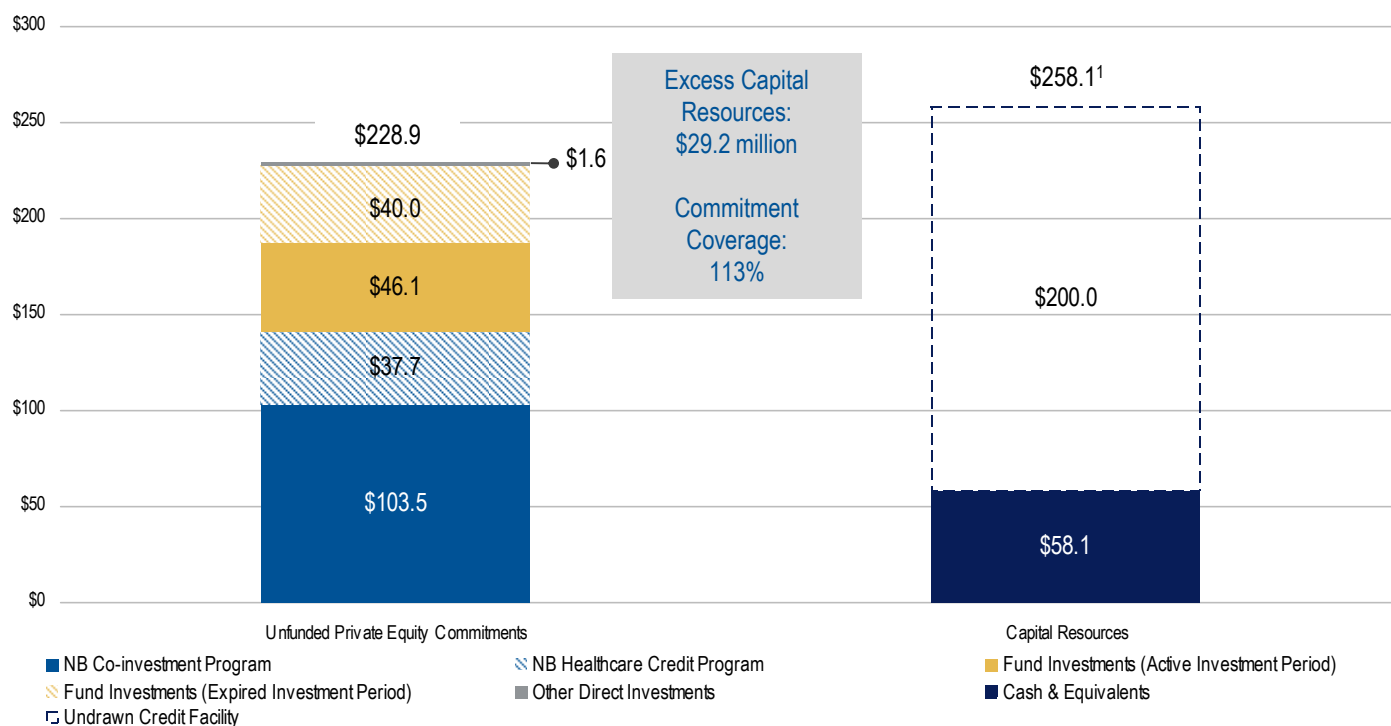 $300
$250
$200
$150
$100
$50
$0
$228.9
$1.6
$40.0
$46.1
$37.7
$103.5
Excess Capital
Resources:
$29.2 million
Commitment
Coverage:
113%
$258.1¹
$200.0
$58.1
Unfunded Private Equity Commitments
Capital Resources
NB Co-investment Program
NB Healthcare Credit Program
Fund Investments (Active Investment Period)
Fund Investments (Expired Investment Period)
Other Direct Investments
Cash & Equivalents
Undrawn Credit Facility